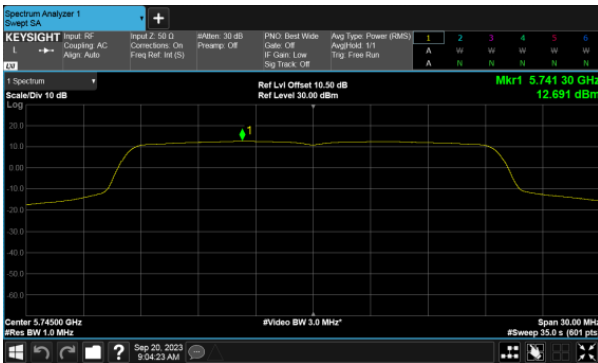 Spectrum Analyzer 1
Swept SA
KEYSIGHT Input: RF Input Z: 50 Ω #Atten: 30 dB PNO: Best Wide Avg Type: Power (RMS) 1 2 3 4 5 6
L Coupling: AC Corrections: On Preamp: Off Gate: Off Avg|Hold: 1/1 A W W W W W
Align: Auto Freq Ref: Int (S) IF Gain: Low Trig: Free Run
LXI Sig Track: Off A N N N N N
1 Spectrum
Scale/Div 10 dB
Ref Lvl Offset 10.50 dB
Ref Level 30.00 dBm
Mkr1 5.741 30 GHz
12.691 dBm
Log
20.0
10.0
0.00
-10.0
-20.0
-30.0
-40.0
-50.0
-60.0
1
Center 5.74500 GHz #Video BW 3.0 MHz* Span 30.00 MHz
#Res BW 1.0 MHz #Sweep 35.0 s (601 pts)
Sep 20, 2023
9:04:23 AM